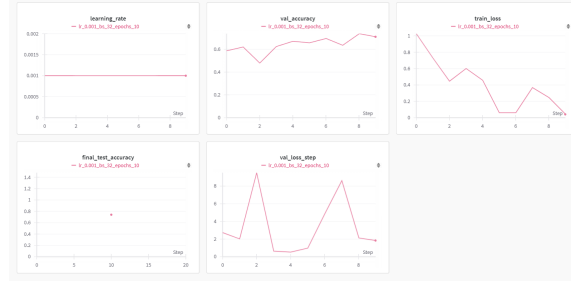 learning_rate
lr_0.001_bs_32_epochs_10
0.002
0.0015
0.001
0.0005
0
Step
0 2 4 6 8
val_accuracy
lr_0.001_bs_32_epochs_10
0.6
0.4
0.2
0
Step
0 2 4 6 8
train_loss
lr_0.001_bs_32_epochs_10
1
0.8
0.6
0.4
0.2
0
Step
0 2 4 6 8
final_test_accuracy
lr_0.001_bs_32_epochs_10
1.4
1.2
1
0.8
0.6
0.4
0.2
0
Step
0 5 10 15 20
val_loss_step
lr_0.001_bs_32_epochs_10
8
6
4
2
0
Step
0 2 4 6 8